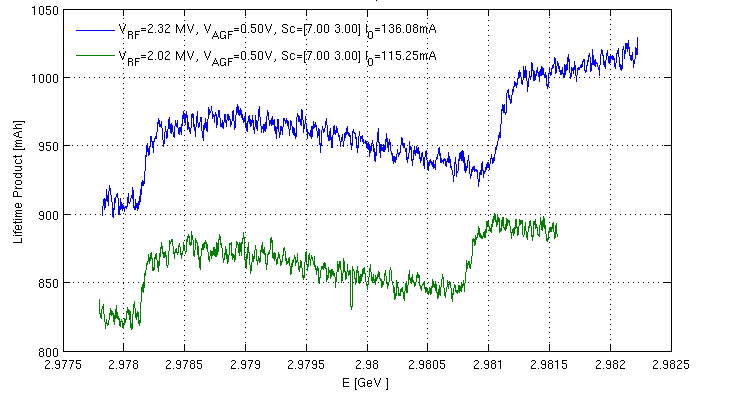 1050
1000
950
900
850
800
Lifetime Product [mAh]
V_RF=2.32 MV, V_AGF=0.50V, Sc=[7.00 3.00] I_0=136.08mA
V_RF=2.02 MV, V_AGF=0.50V, Sc=[7.00 3.00] I_0=115.25mA
2.9775 2.978 2.9785 2.979 2.9795 2.98 2.9805 2.981 2.9815 2.982 2.9825
E [GeV ]